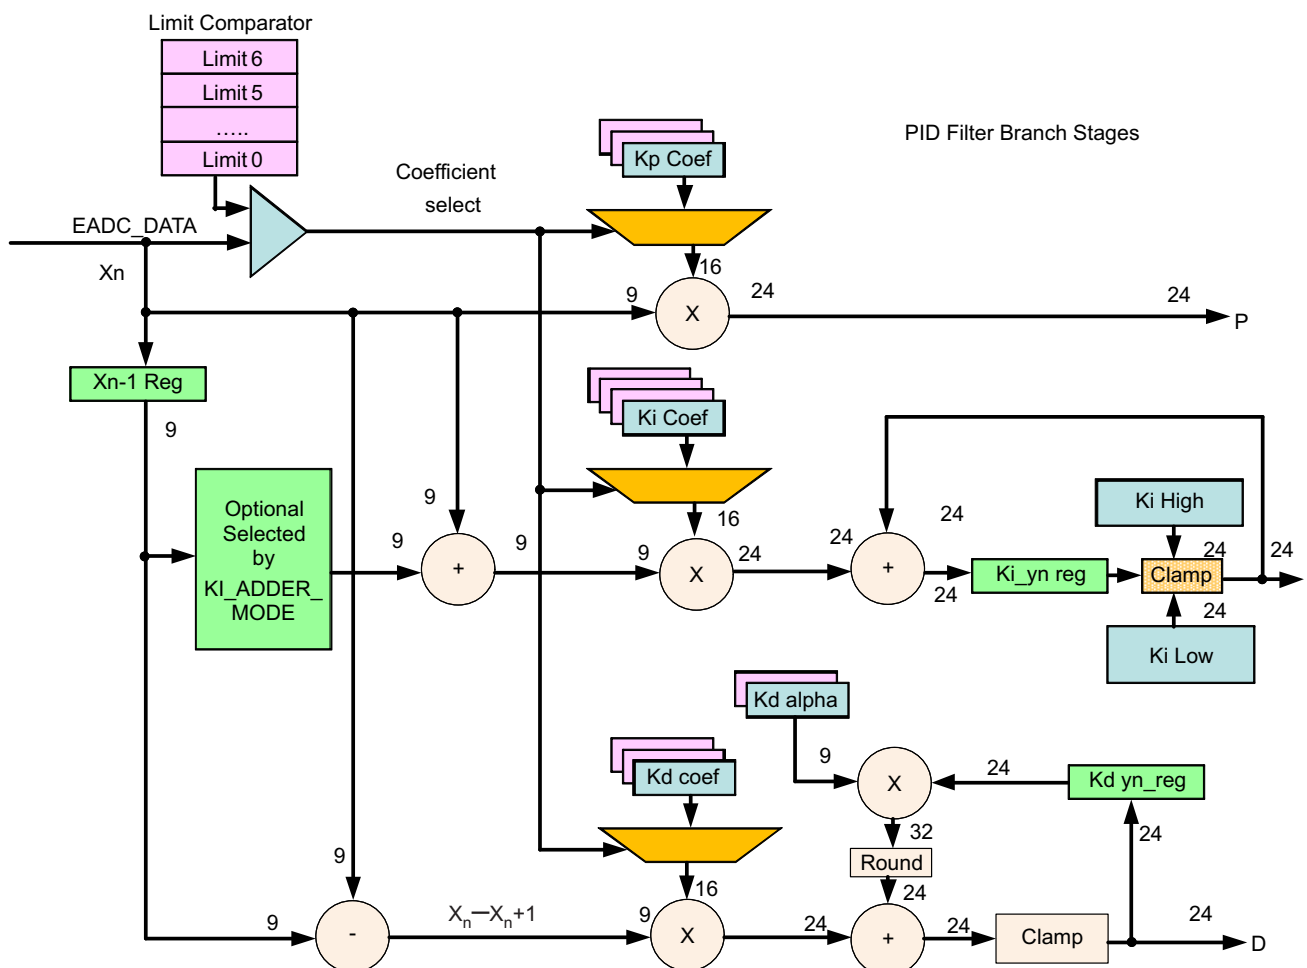 Limit Comparator
Limit 6
Limit 5
.....
Limit 0
PID Filter Branch Stages
Kp Coef
Coefficient
select
EADC_DATA
Xn
16
9
24
24
X
P
Xn-1 Reg
9
Ki Coef
Optional
Selected
by
KI_ADDER_
MODE
9
9
+
9
16
9
X
24
24
24
+
24
Ki_yn reg
Ki High
24
24
Clamp
24
Ki Low
Kd alpha
9
X
24
Kd yn_reg
24
32
Round
24
Kd coef
16
9
9
-
Xn—Xn+1
9
X
24
+
24
Clamp
24
D